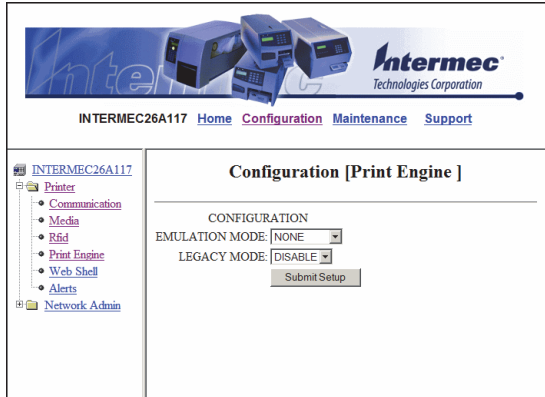 Inte
Intermec
Technologies Corporation
INTERMEC26A117 Home Configuration Maintenance Support
INTERMEC26A117
Printer
Communication
Media
Rfid
Print Engine
Web Shell
Alerts
Network Admin
Configuration [Print Engine ]
CONFIGURATION
EMULATION MODE: NONE
LEGACY MODE: DISABLE
Submit Setup